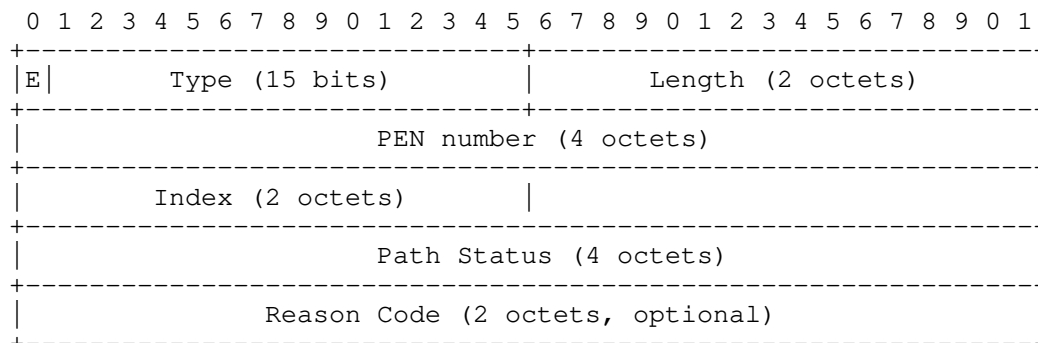 0 1 2 3 4 5 6 7 8 9 0 1 2 3 4 5 6 7 8 9 0 1 2 3 4 5 6 7 8 9 0 1
+-------------------------------+-------------------------------
|E| Type (15 bits) | Length (2 octets)
+-------------------------------+-------------------------------
| PEN number (4 octets)
+---------------------------------------------------------------
| Index (2 octets) |
+---------------------------------------------------------------
| Path Status (4 octets)
+---------------------------------------------------------------
| Reason Code (2 octets, optional)
+---------------------------------------------------------------